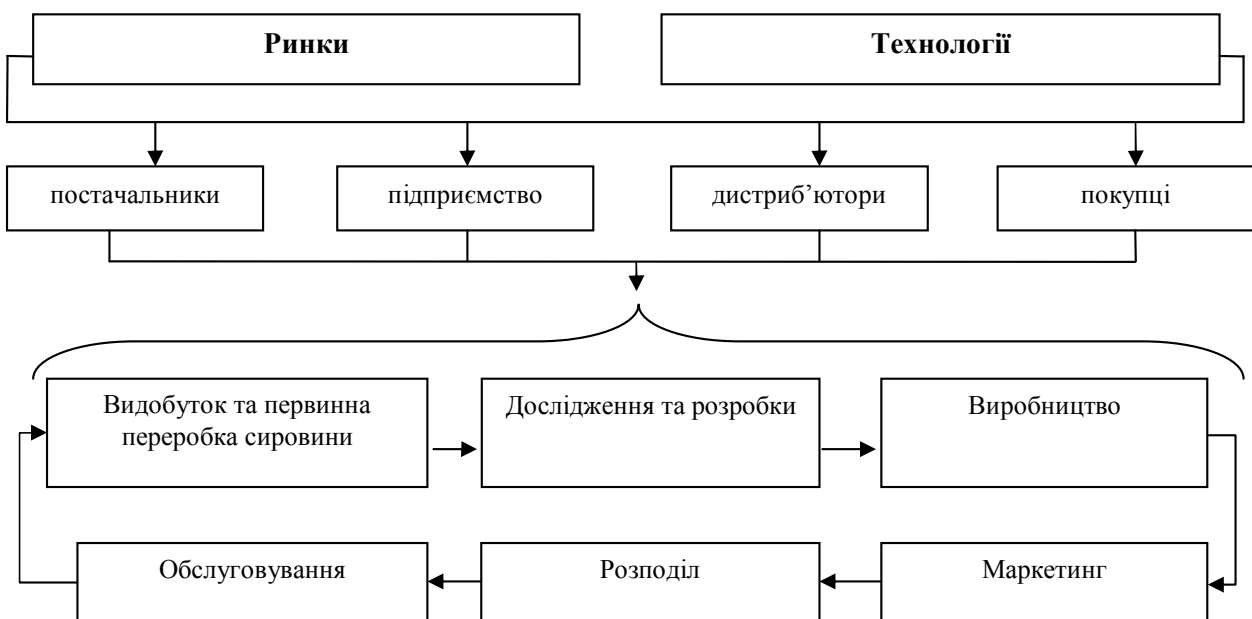 Ринки
Технології
постачальники
підприємство
дистриб’ютори
покупці
Видобуток та первинна
переробка сировини
Дослідження та розробки
Виробництво
Обслуговування
Розподіл
Маркетинг